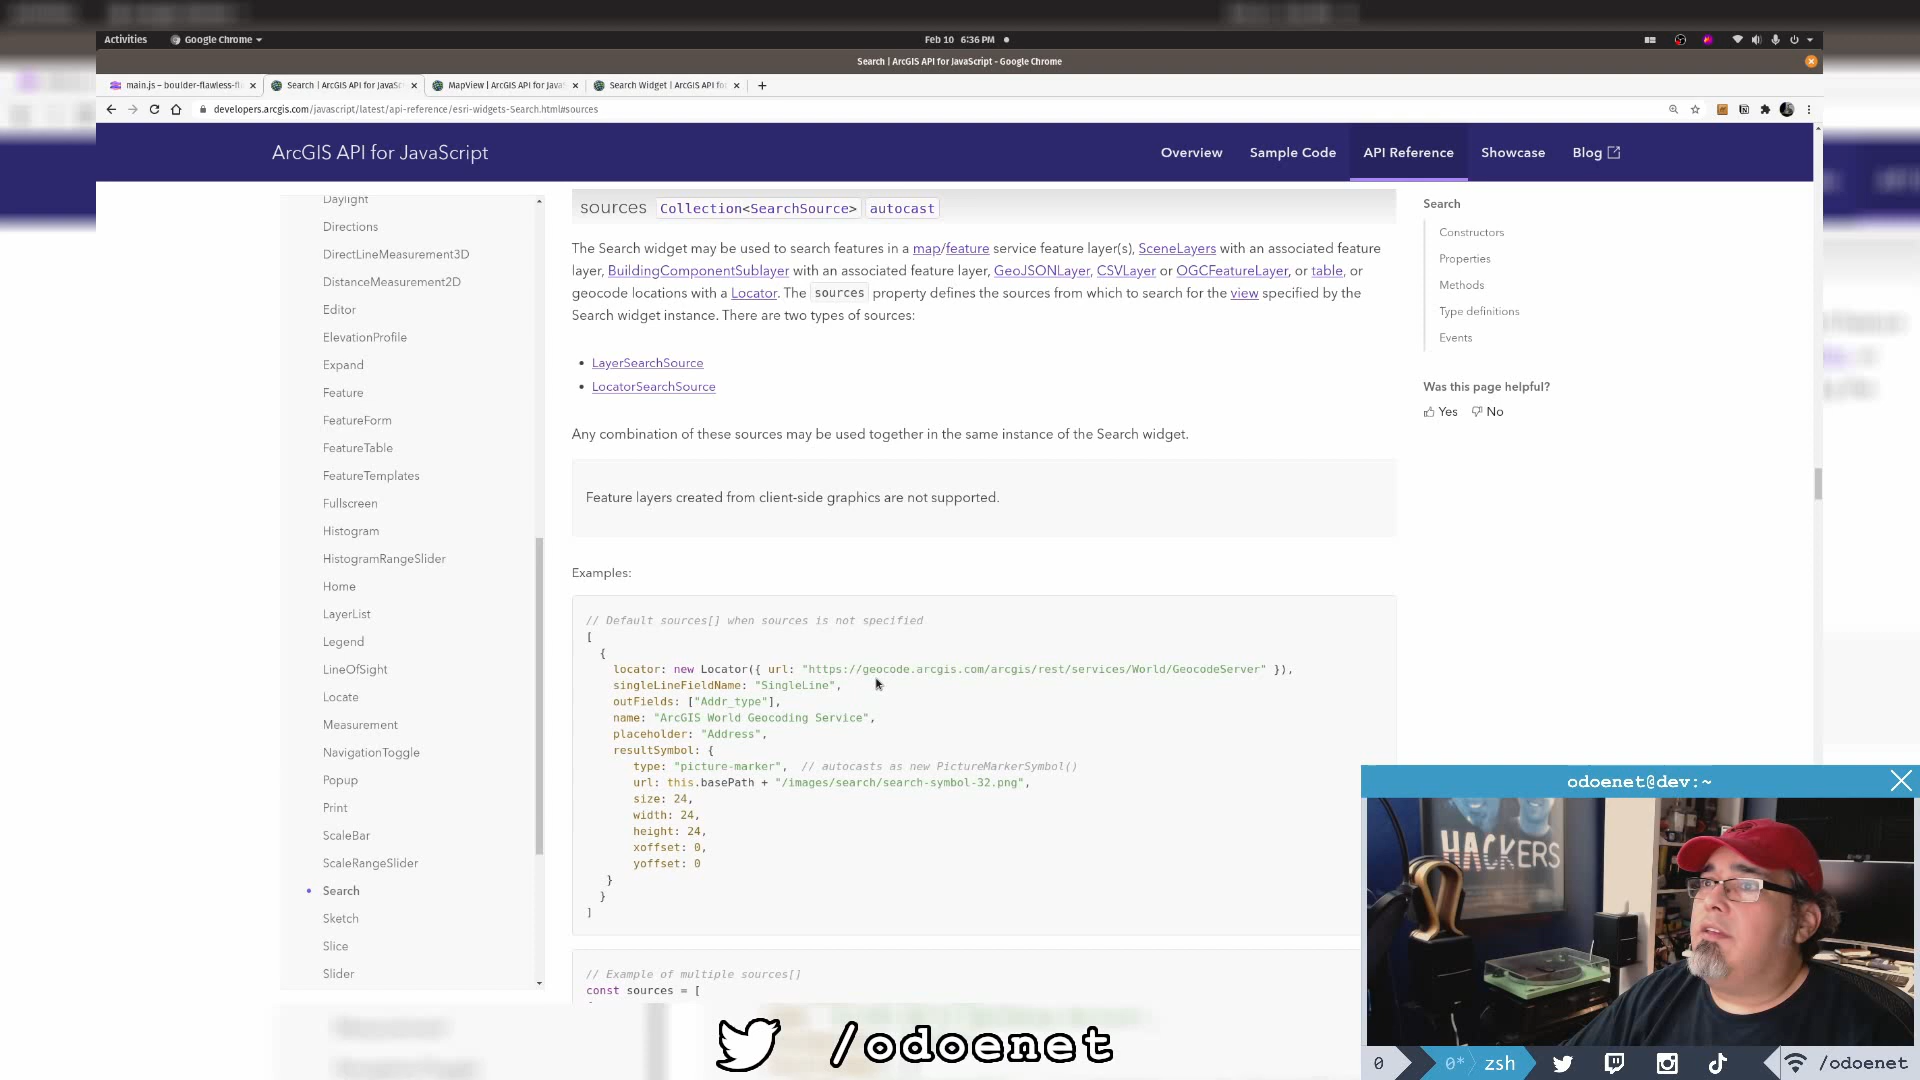 Activities
Google Chrome
Feb 10 6:36 PM
Search | ArcGIS API for JavaScript - Google Chrome
main.js – boulder-flawless-fl
Search | ArcGIS API for JavaSc
MapView | ArcGIS API for Java
Search Widget | ArcGIS API fo
developers.arcgis.com/javascript/latest/api-reference/esri-widgets-Search.html#sources
ArcGIS API for JavaScript
Overview
Sample Code
API Reference
Showcase
Blog
Daylight
Directions
DirectLineMeasurement3D
DistanceMeasurement2D
Editor
ElevationProfile
Expand
Feature
FeatureForm
FeatureTable
FeatureTemplates
Fullscreen
Histogram
HistogramRangeSlider
Home
LayerList
Legend
LineOfSight
Locate
Measurement
NavigationToggle
Popup
Print
ScaleBar
ScaleRangeSlider
Search
Sketch
Slice
Slider
sources Collection<SearchSource> autocast
The Search widget may be used to search features in a map/feature service feature layer(s), SceneLayers with an associated feature
layer, BuildingComponentSublayer with an associated feature layer, GeoJSONLayer, CSVLayer or OGCFeatureLayer, or table, or
geocode locations with a Locator. The sources property defines the sources from which to search for the view specified by the
Search widget instance. There are two types of sources:
LayerSearchSource
LocatorSearchSource
Any combination of these sources may be used together in the same instance of the Search widget.
Feature layers created from client-side graphics are not supported.
Examples:
// Default sources[] when sources is not specified
[
{
locator: new Locator({ url: "https://geocode.arcgis.com/arcgis/rest/services/World/GeocodeServer" }),
singleLineFieldName: "SingleLine",
outFields: ["Addr_type"],
name: "ArcGIS World Geocoding Service",
placeholder: "Address",
resultSymbol: {
type: "picture-marker", // autocasts as new PictureMarkerSymbol()
url: this.basePath + "/images/search/search-symbol-32.png",
size: 24,
width: 24,
height: 24,
xoffset: 0,
yoffset: 0
}
}
]
// Example of multiple sources[]
const sources = [
Search
Constructors
Properties
Methods
Type definitions
Events
Was this page helpful?
Yes
No
odoenet@dev:~
HACKERS
/odoenet
0
0* zsh
/odoenet